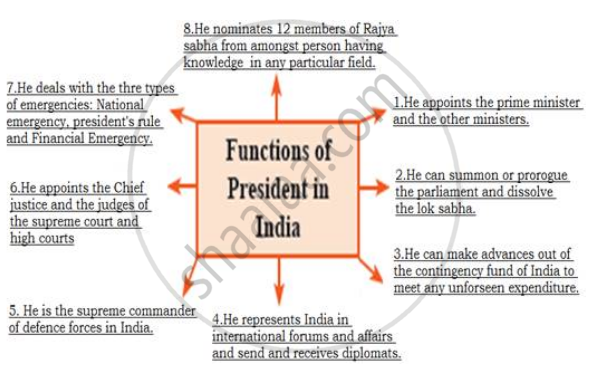 8.He nominates 12 members of Rajya
sabha from amongst person having
knowledge in any particular field.
7.He deals with the thre types
of emergencies: National
emergency, president's rule
and Financial Emergency.
1.He appoints the prime minister
and the other ministers.
Functions of
President in
India
6.He appoints the Chief
justice and the judges of
the supreme court and
high courts
2.He can summon or prorogue
the parliament and dissolve
the lok sabha.
3.He can make advances out of
the contingency fund of India to
meet any unforseen expenditure.
5. He is the supreme commander
of defence forces in India.
4.He represents India in
international forums and affairs
and send and receives diplomats.
shaalaa.com